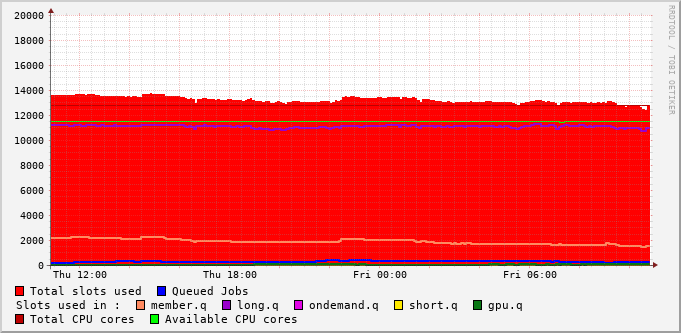 20000
18000
16000
14000
12000
10000
8000
6000
4000
2000
0
Thu 12:00 Thu 18:00 Fri 00:00 Fri 06:00
RRDTOOL / TOBI OETIKER
Total slots used Queued Jobs
Slots used in : member.q long.q ondemand.q short.q gpu.q
Total CPU cores Available CPU cores